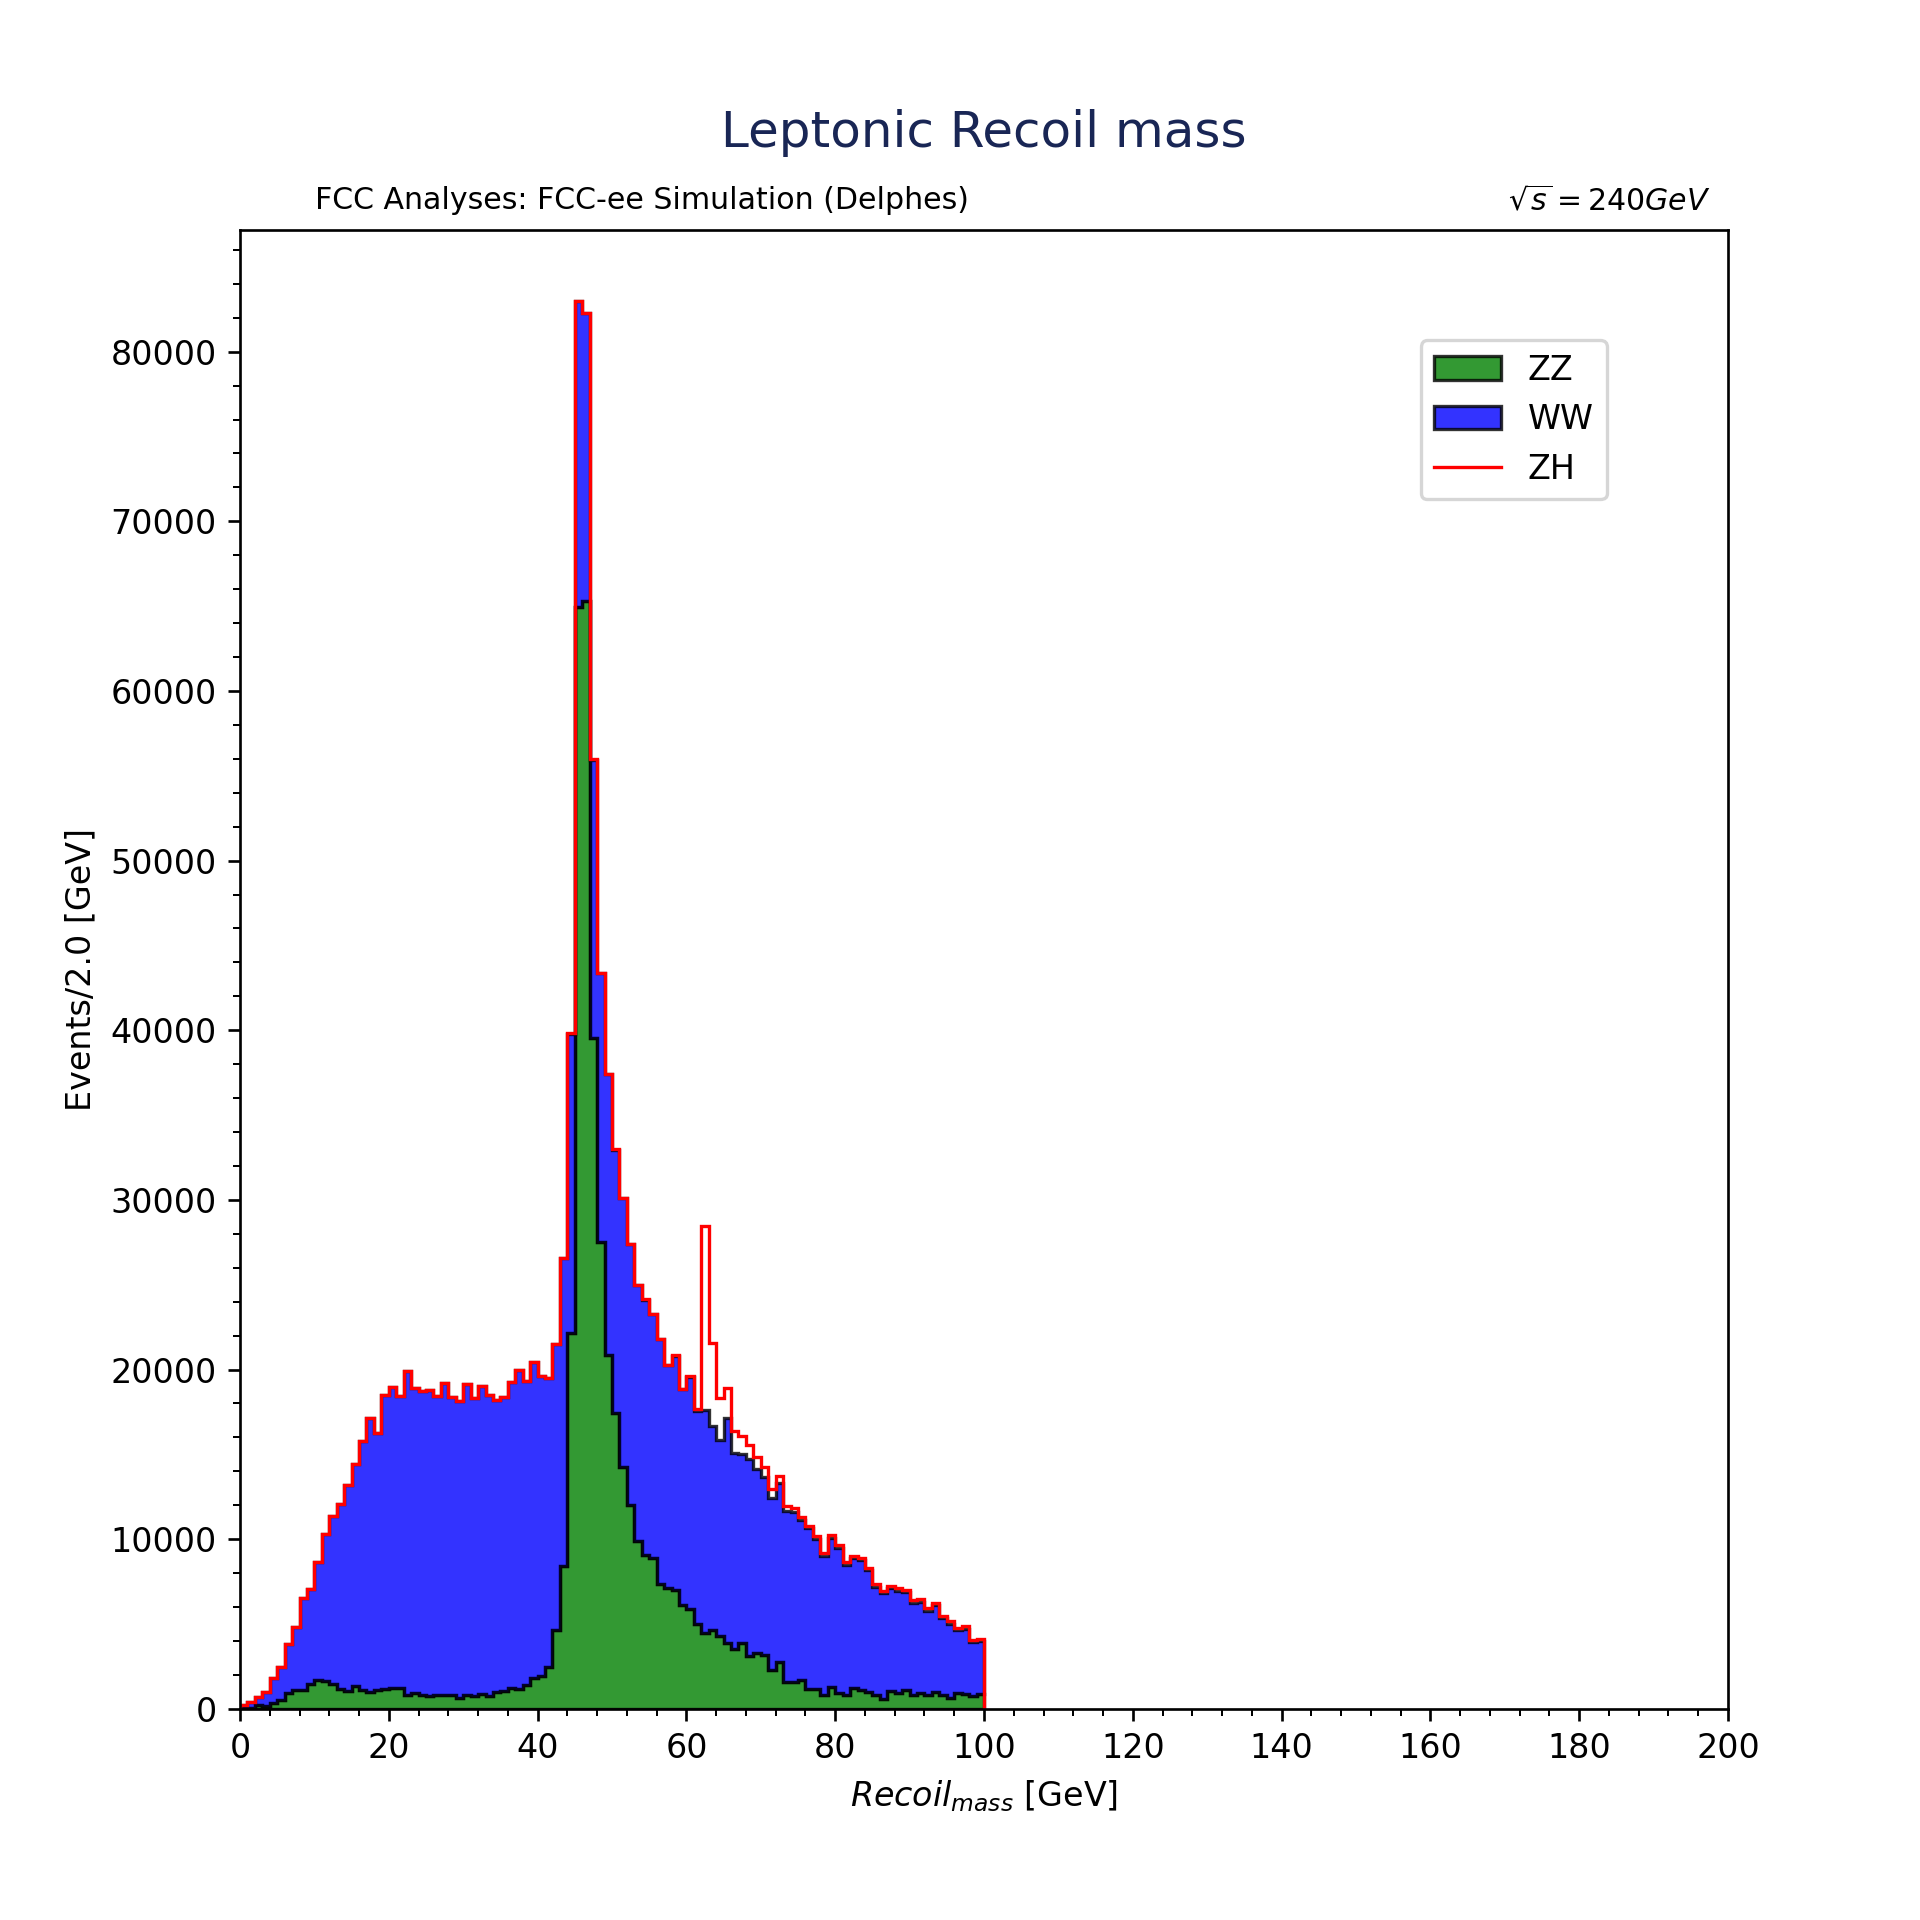 Leptonic Recoil mass
FCC Analyses: FCC-ee Simulation (Delphes)
√s = 240GeV
ZZ
WW
ZH
80000
70000
60000
50000
40000
30000
20000
10000
0
Events/2.0 [GeV]
0 20 40 60 80 100 120 140 160 180 200
Recoil_mass [GeV]